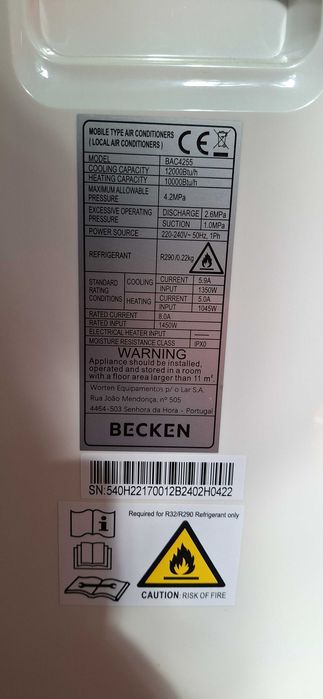 MOBILE TYPE AIR CONDITIONERS
( LOCAL AIR CONDITIONERS )
CE
MODEL BAC4255
COOLING CAPACITY 12000Btu/h
HEATING CAPACITY 10000Btu/h
MAXIMUM ALLOWABLE PRESSURE 4.2MPa
EXCESSIVE OPERATING PRESSURE DISCHARGE 2.6MPa
SUCTION 1.0MPa
POWER SOURCE 220-240V~ 50Hz, 1Ph
REFRIGERANT R290 /0.22kg
STANDARD RATING CONDITIONS COOLING CURRENT 5.9A
INPUT 1350W
HEATING CURRENT 5.0A
INPUT 1045W
RATED CURRENT 8.0A
RATED INPUT 1450W
ELECTRICAL HEATER INPUT —
MOISTURE RESISTANCE CLASS IPX0
WARNING
Appliance should be installed,
operated and stored in a room
with a floor area larger than 11 m².
Worten Equipamentos p/ o Lar S.A.
Rua João Mendonça, nº 505
4464-503 Senhora da Hora - Portugal
BECKEN
SN:540H22170012B2402H0422
Required for R32/R290 Refrigerant only
CAUTION: RISK OF FIRE